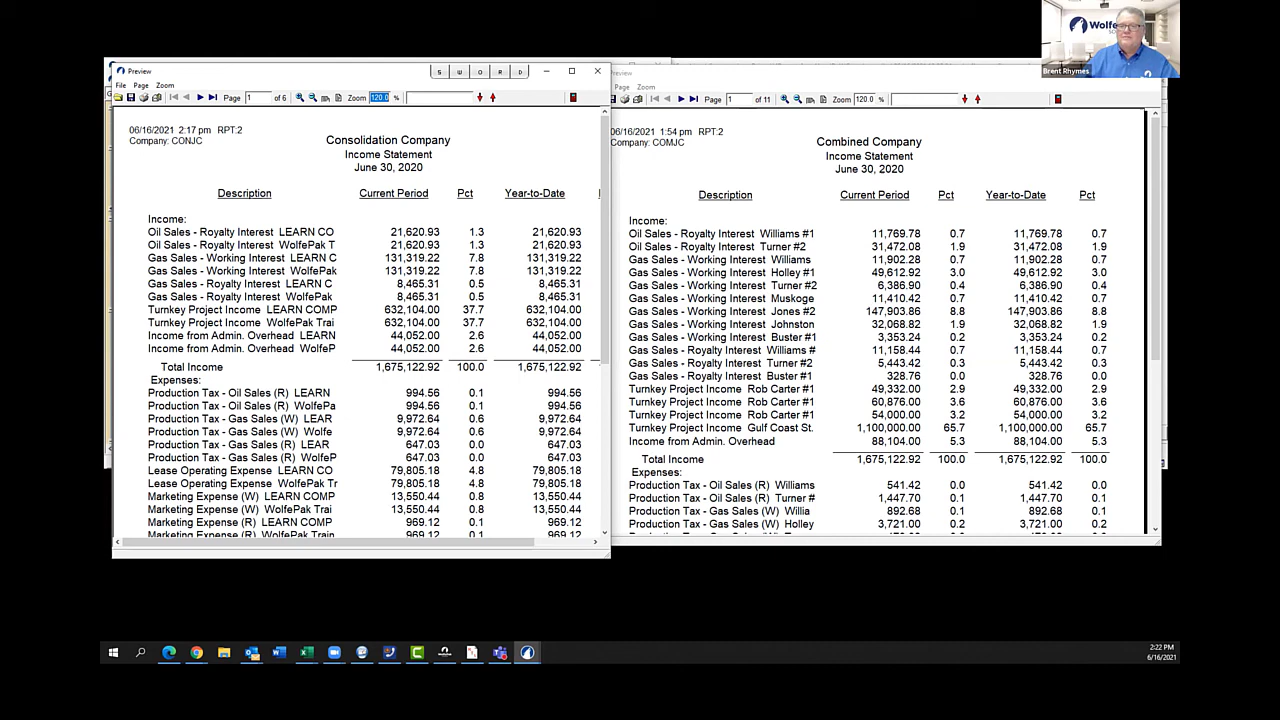 Wolfe
Brent Rhymes
Preview
S W O R D
File Page Zoom
Page 1 of 6 Zoom 120.0 %
06/16/2021 2:17 pm RPT:2
Company: CONJC
Consolidation Company
Income Statement
June 30, 2020
Description Current Period Pct Year-to-Date
Income:
Oil Sales - Royalty Interest LEARN CO 21,620.93 1.3 21,620.93
Oil Sales - Royalty Interest WolfePak T 21,620.93 1.3 21,620.93
Gas Sales - Working Interest LEARN C 131,319.22 7.8 131,319.22
Gas Sales - Working Interest WolfePak 131,319.22 7.8 131,319.22
Gas Sales - Royalty Interest LEARN C 8,465.31 0.5 8,465.31
Gas Sales - Royalty Interest WolfePak 8,465.31 0.5 8,465.31
Turnkey Project Income LEARN COMP 632,104.00 37.7 632,104.00
Turnkey Project Income WolfePak Trai 632,104.00 37.7 632,104.00
Income from Admin. Overhead LEARN 44,052.00 2.6 44,052.00
Income from Admin. Overhead WolfeP 44,052.00 2.6 44,052.00
Total Income 1,675,122.92 100.0 1,675,122.92
Expenses:
Production Tax - Oil Sales (R) LEARN 994.56 0.1 994.56
Production Tax - Oil Sales (R) WolfePa 994.56 0.1 994.56
Production Tax - Gas Sales (W) LEAR 9,972.64 0.6 9,972.64
Production Tax - Gas Sales (W) Wolfe 9,972.64 0.6 9,972.64
Production Tax - Gas Sales (R) LEAR 647.03 0.0 647.03
Production Tax - Gas Sales (R) WolfeP 647.03 0.0 647.03
Lease Operating Expense LEARN CO 79,805.18 4.8 79,805.18
Lease Operating Expense WolfePak Tr 79,805.18 4.8 79,805.18
Marketing Expense (W) LEARN COMP 13,550.44 0.8 13,550.44
Marketing Expense (W) WolfePak Trai 13,550.44 0.8 13,550.44
Marketing Expense (R) LEARN COMP 969.12 0.1 969.12
Marketing Expense (R) WolfePak Train 969.12 0.1 969.12
Preview
Page Zoom
Page 1 of 11 Zoom 120.0 %
06/16/2021 1:54 pm RPT:2
Company: COMJC
Combined Company
Income Statement
June 30, 2020
Description Current Period Pct Year-to-Date Pct
Income:
Oil Sales - Royalty Interest Williams #1 11,769.78 0.7 11,769.78 0.7
Oil Sales - Royalty Interest Turner #2 31,472.08 1.9 31,472.08 1.9
Gas Sales - Working Interest Williams 11,902.28 0.7 11,902.28 0.7
Gas Sales - Working Interest Holley #1 49,612.92 3.0 49,612.92 3.0
Gas Sales - Working Interest Turner #2 6,386.90 0.4 6,386.90 0.4
Gas Sales - Working Interest Muskoge 11,410.42 0.7 11,410.42 0.7
Gas Sales - Working Interest Jones #2 147,903.86 8.8 147,903.86 8.8
Gas Sales - Working Interest Johnston 32,068.82 1.9 32,068.82 1.9
Gas Sales - Working Interest Buster #1 3,353.24 0.2 3,353.24 0.2
Gas Sales - Royalty Interest Williams # 11,158.44 0.7 11,158.44 0.7
Gas Sales - Royalty Interest Turner #2 5,443.42 0.3 5,443.42 0.3
Gas Sales - Royalty Interest Buster #1 328.76 0.0 328.76 0.0
Turnkey Project Income Rob Carter #1 49,332.00 2.9 49,332.00 2.9
Turnkey Project Income Rob Carter #1 60,876.00 3.6 60,876.00 3.6
Turnkey Project Income Rob Carter #1 54,000.00 3.2 54,000.00 3.2
Turnkey Project Income Gulf Coast St. 1,100,000.00 65.7 1,100,000.00 65.7
Income from Admin. Overhead 88,104.00 5.3 88,104.00 5.3
Total Income 1,675,122.92 100.0 1,675,122.92 100.0
Expenses:
Production Tax - Oil Sales (R) Williams 541.42 0.0 541.42 0.0
Production Tax - Oil Sales (R) Turner # 1,447.70 0.1 1,447.70 0.1
Production Tax - Gas Sales (W) Willia 892.68 0.1 892.68 0.1
Production Tax - Gas Sales (W) Holley 3,721.00 0.2 3,721.00 0.2
2:22 PM
6/16/2021